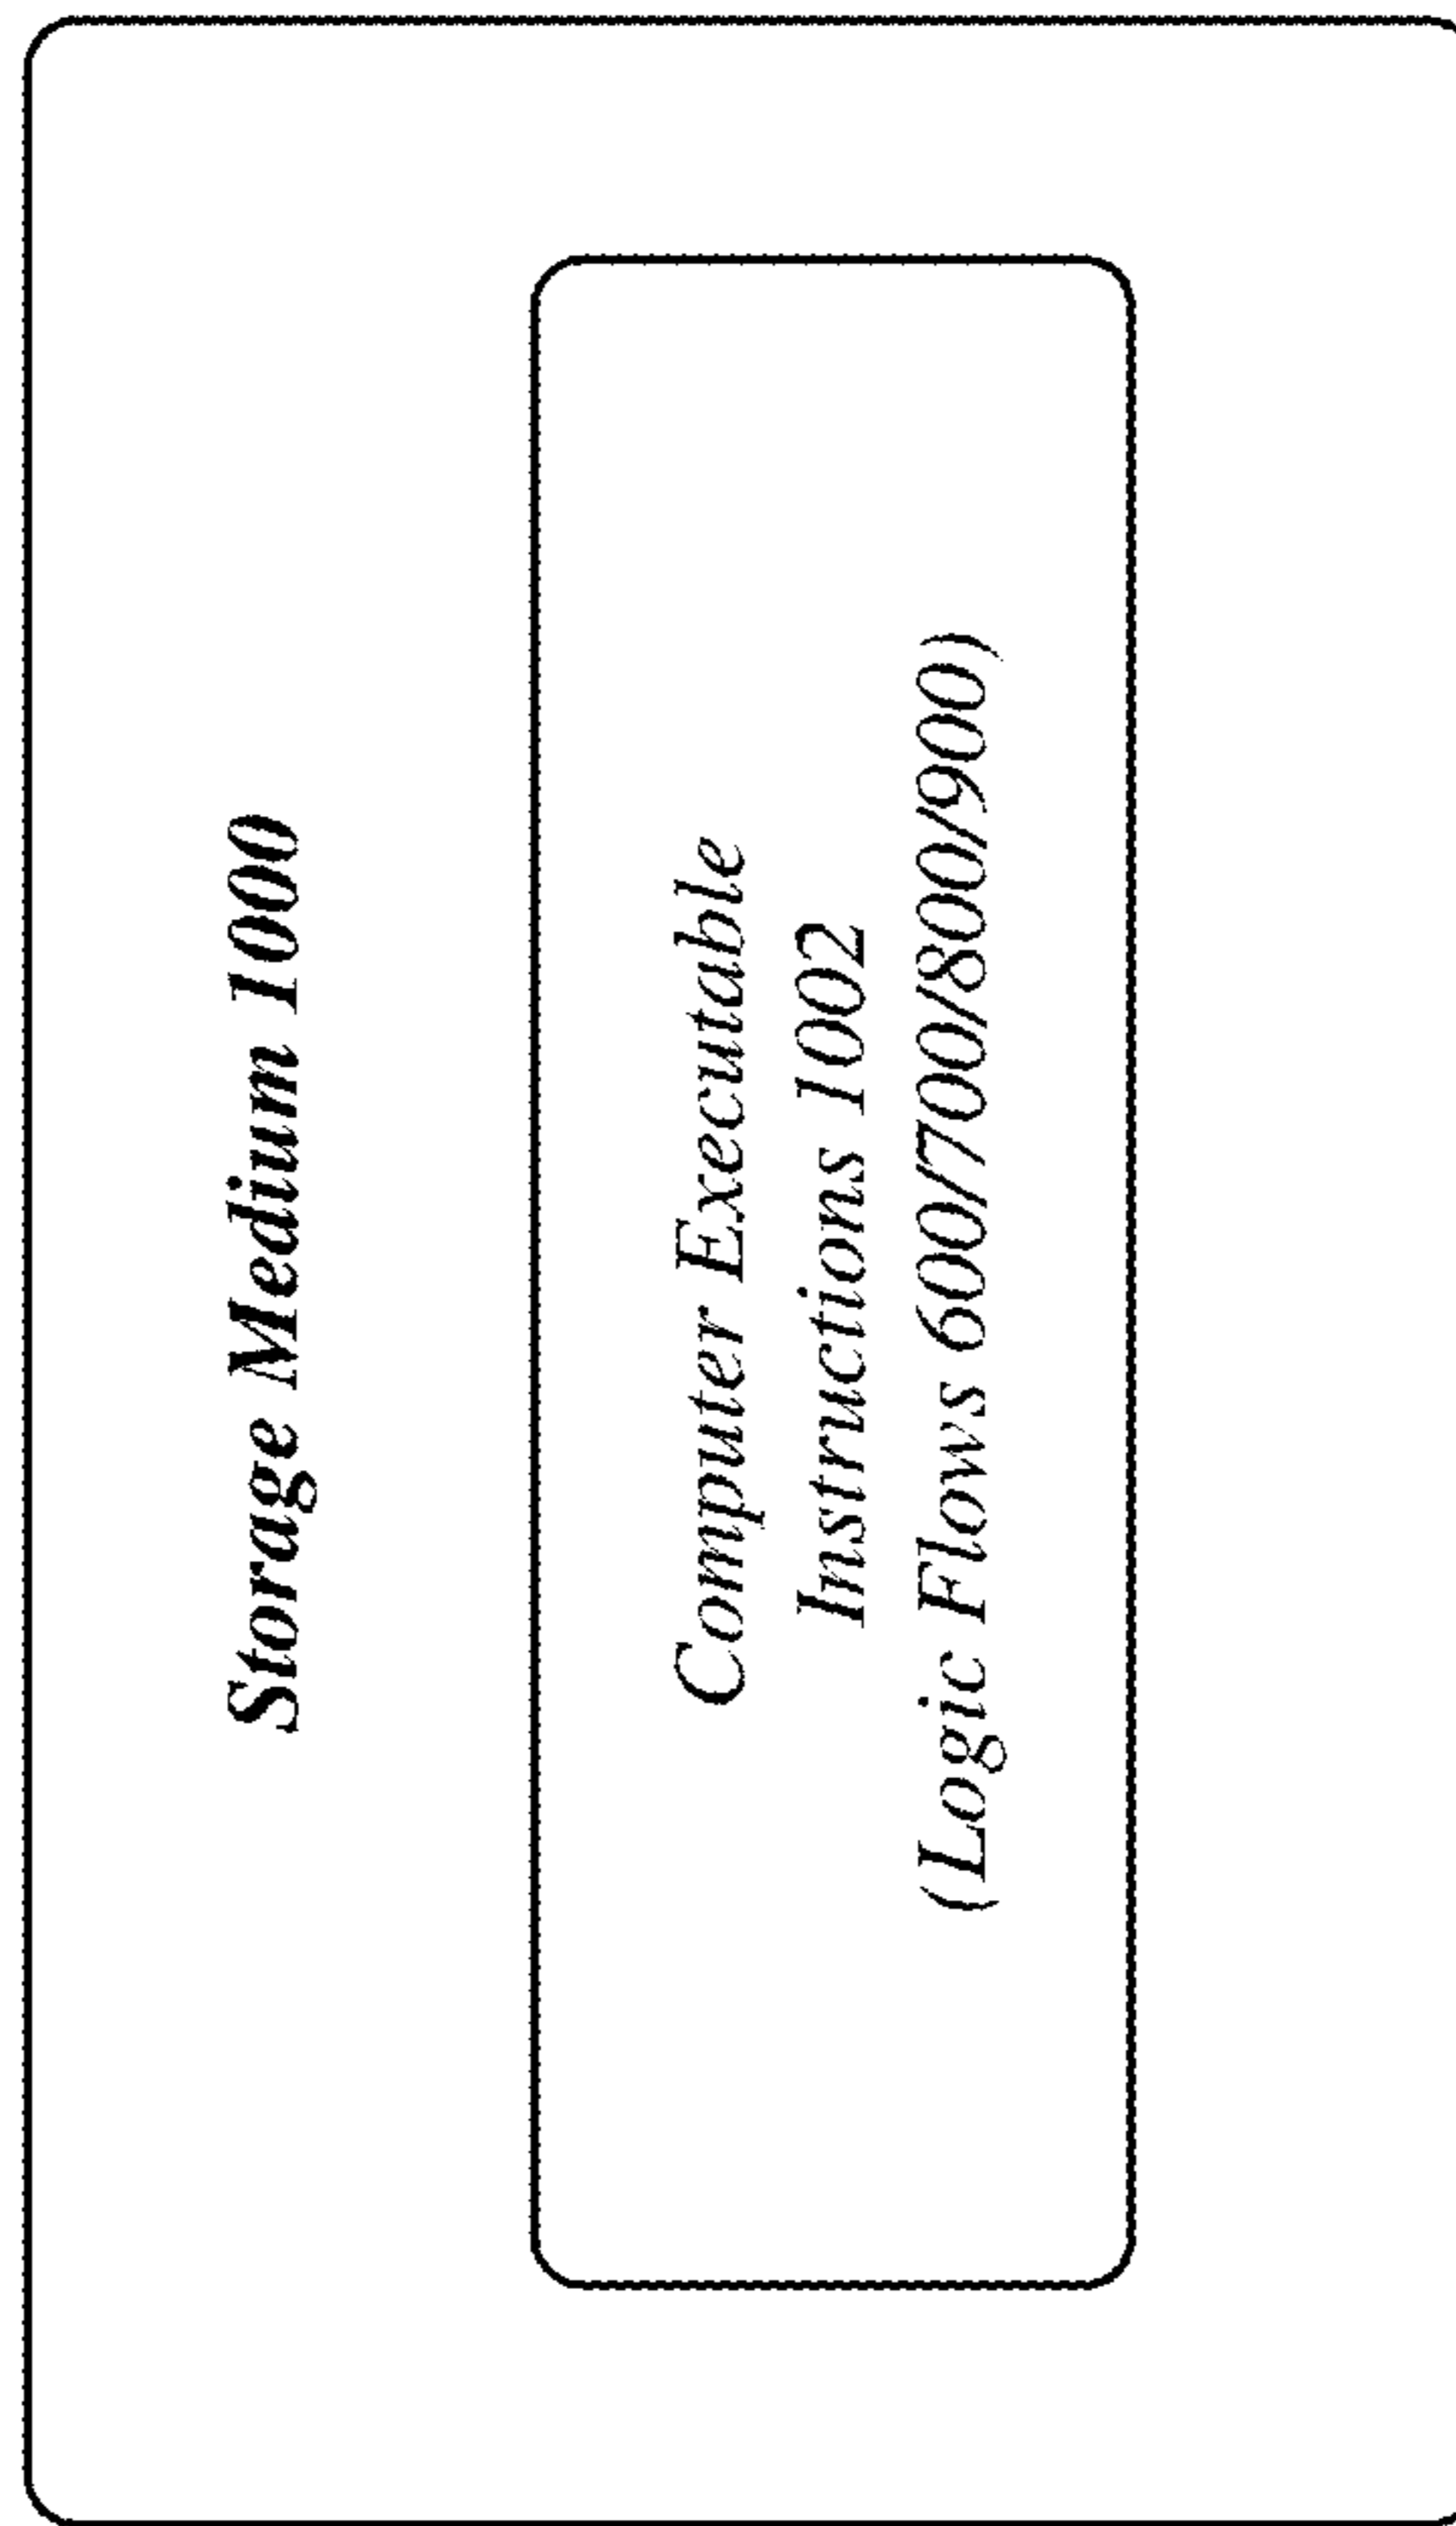 Storage Medium 1000
Computer Executable
Instructions 1002
(Logic Flows 600/700/800/900)